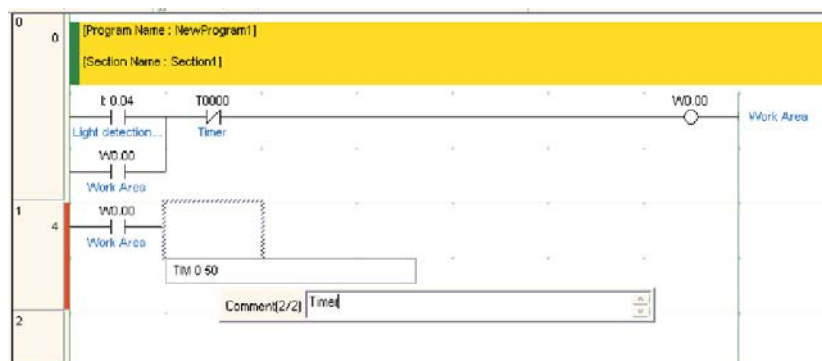 0
0
[Program Name : NewProgram1]
[Section Name : Section1]
I: 0.04 T0000 W0.00
Light detection... Timer Work Area
W0.00
Work Area
1
4
W0.00
Work Area
TIM 0 50
Comment(2/2) Timer
2